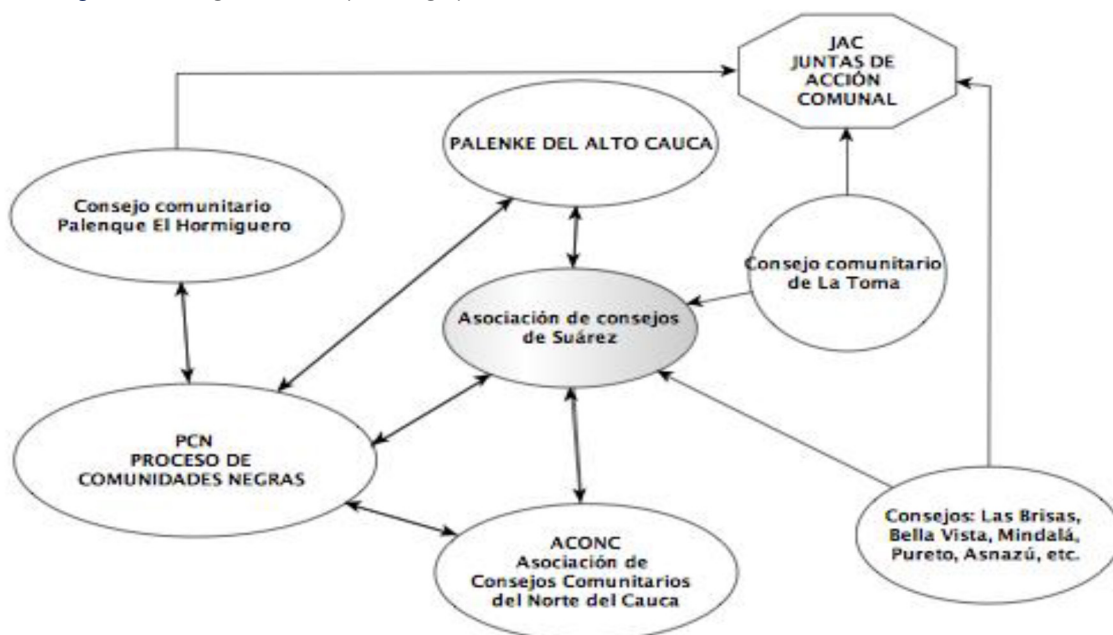 JAC
JUNTAS DE
ACCIÓN
COMUNAL
PALENKE DEL ALTO CAUCA
Consejo comunitario
Palenque El Hormiguero
Consejo comunitario
de La Toma
Asociación de consejos
de Suárez
PCN
PROCESO DE
COMUNIDADES NEGRAS
Consejos: Las Brisas,
Bella Vista, Mindalá,
Pureto, Asnazú, etc.
ACONC
Asociación de
Consejos Comunitarios
del Norte del Cauca